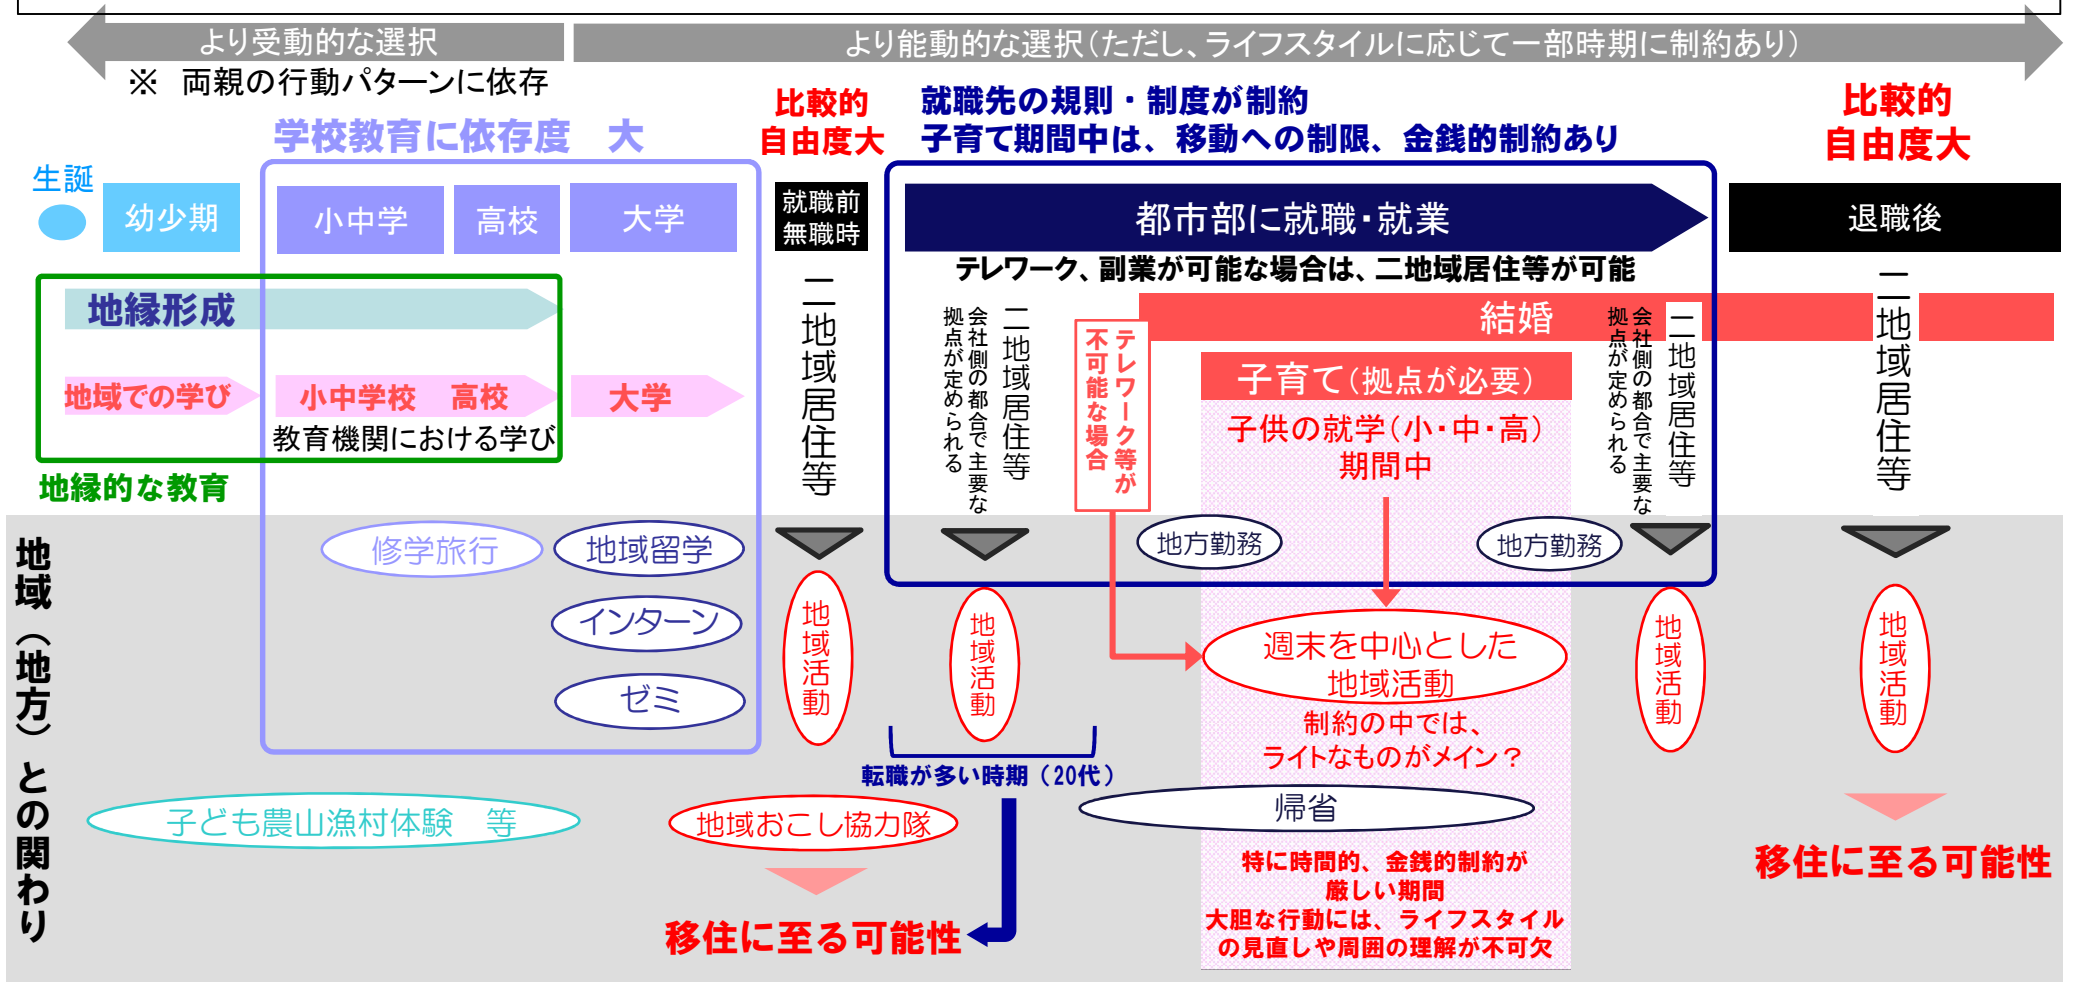 より受動的な選択
より能動的な選択（ただし、ライフスタイルに応じて一部時期に制約あり）
※　両親の行動パターンに依存
学校教育に依存度　大
比較的
自由度大
就職先の規則・制度が制約
子育て期間中は、移動への制限、金銭的制約あり
比較的
自由度大
生誕
幼少期
小中学
高校
大学
就職前
無職時
都市部に就職・就業
退職後
テレワーク、副業が可能な場合は、二地域居住等が可能
地縁形成
結婚
地域での学び
小中学校　高校
大学
教育機関における学び
地縁的な教育
二地域居住等
二地域居住等
会社側の都合で主要な
拠点が定められる
テレワーク等が
不可能な場合
子育て（拠点が必要）
子供の就学（小・中・高）
期間中
二地域居住等
会社側の都合で主要な
拠点が定められる
二地域居住等
地域（地方）との関わり
修学旅行
地域留学
インターン
ゼミ
地方勤務
地方勤務
地域活動
地域活動
週末を中心とした
地域活動
地域活動
地域活動
制約の中では、
ライトなものがメイン？
転職が多い時期（20代）
子ども農山漁村体験　等
地域おこし協力隊
帰省
移住に至る可能性
特に時間的、金銭的制約が
厳しい期間
大胆な行動には、ライフスタイル
の見直しや周囲の理解が不可欠
移住に至る可能性